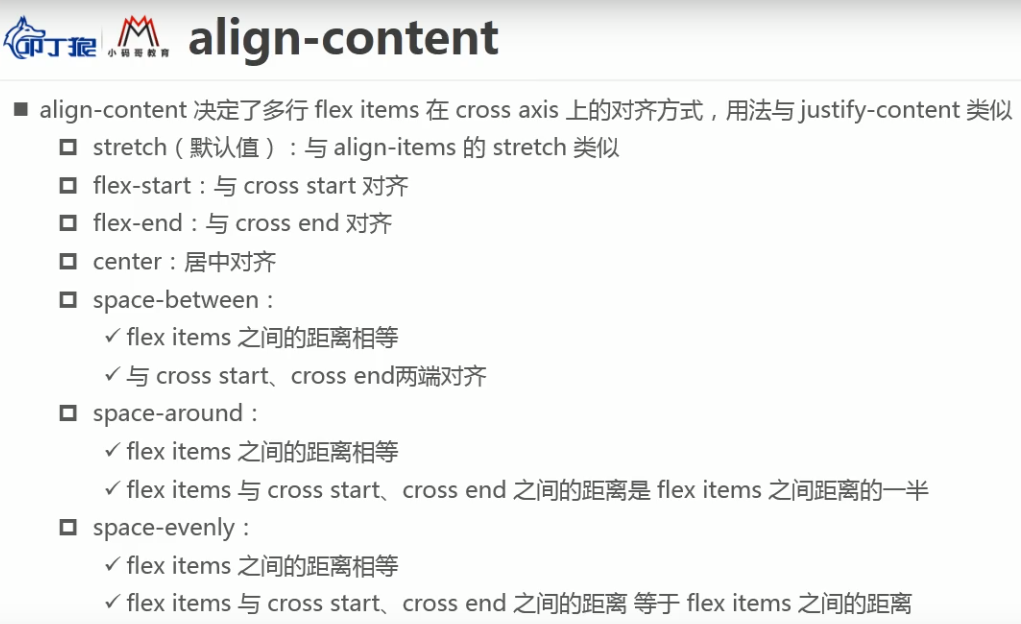 叩丁狼 小码哥教育 align-content
align-content 决定了多行 flex items 在 cross axis 上的对齐方式，用法与 justify-content 类似
stretch（默认值）：与 align-items 的 stretch 类似
flex-start：与 cross start 对齐
flex-end：与 cross end 对齐
center：居中对齐
space-between：
flex items 之间的距离相等
与 cross start、cross end两端对齐
space-around：
flex items 之间的距离相等
flex items 与 cross start、cross end 之间的距离是 flex items 之间距离的一半
space-evenly：
flex items 之间的距离相等
flex items 与 cross start、cross end 之间的距离 等于 flex items 之间的距离